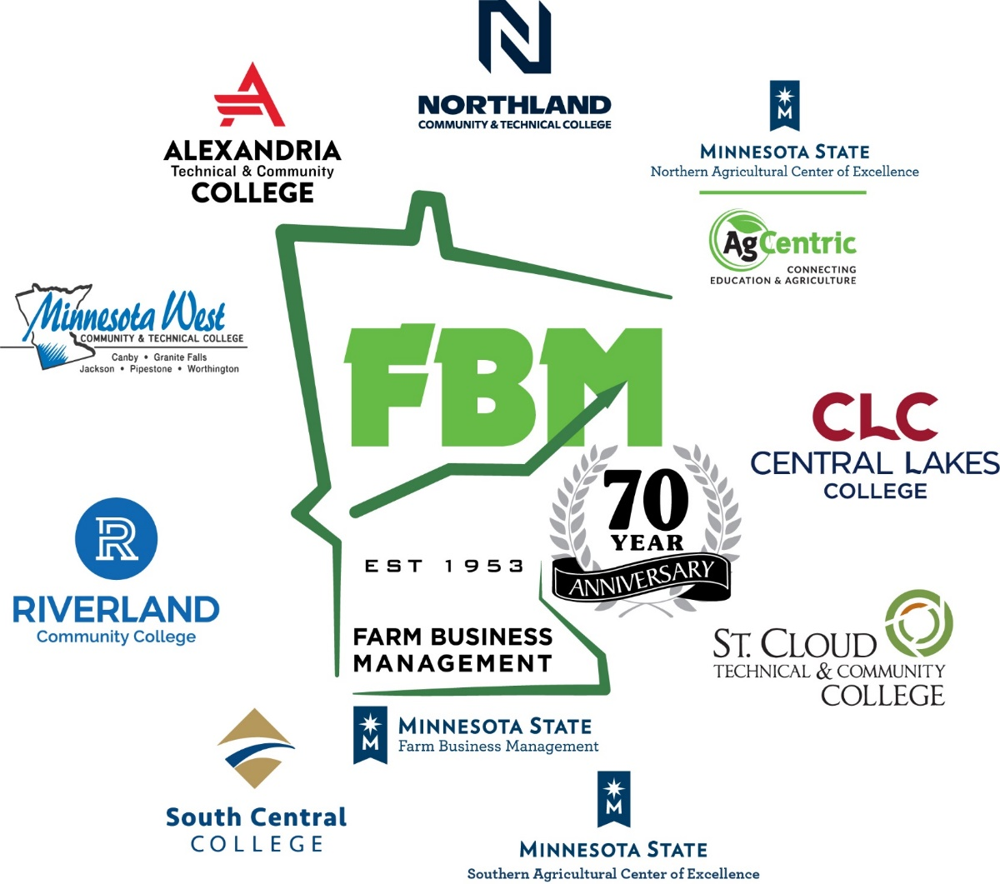 N
NORTHLAND
COMMUNITY & TECHNICAL COLLEGE
A
ALEXANDRIA
Technical & Community
COLLEGE
M
MINNESOTA STATE
Northern Agricultural Center of Excellence
AgCentric
CONNECTING
EDUCATION & AGRICULTURE
Minnesota West
COMMUNITY & TECHNICAL COLLEGE
Canby • Granite Falls
Jackson • Pipestone • Worthington
FBM
CLC
CENTRAL LAKES
COLLEGE
70
YEAR
ANNIVERSARY
EST 1953
R
RIVERLAND
Community College
FARM BUSINESS
MANAGEMENT
ST. CLOUD
TECHNICAL & COMMUNITY
COLLEGE
M
MINNESOTA STATE
Farm Business Management
South Central
COLLEGE
M
MINNESOTA STATE
Southern Agricultural Center of Excellence